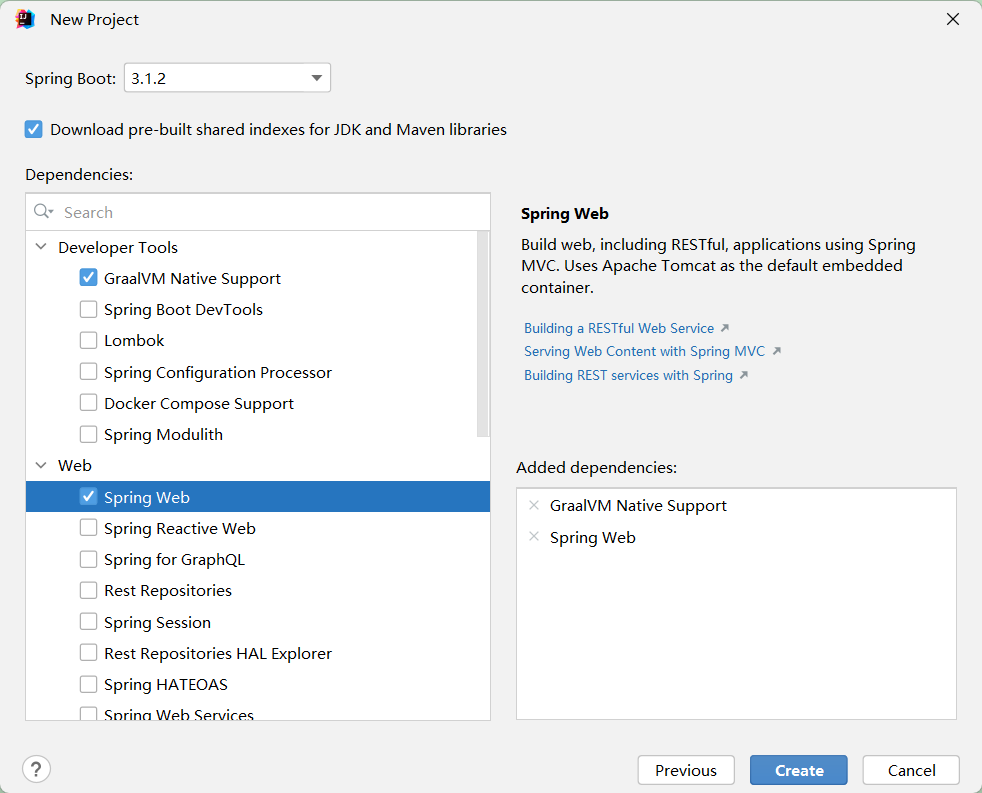 New Project
Spring Boot: 3.1.2
Download pre-built shared indexes for JDK and Maven libraries
Dependencies:
Search
Developer Tools
GraalVM Native Support
Spring Boot DevTools
Lombok
Spring Configuration Processor
Docker Compose Support
Spring Modulith
Web
Spring Web
Spring Reactive Web
Spring for GraphQL
Rest Repositories
Spring Session
Rest Repositories HAL Explorer
Spring HATEOAS
Spring Web Services
Spring Web
Build web, including RESTful, applications using Spring
MVC. Uses Apache Tomcat as the default embedded
container.
Building a RESTful Web Service
Serving Web Content with Spring MVC
Building REST services with Spring
Added dependencies:
GraalVM Native Support
Spring Web
?
Previous
Create
Cancel